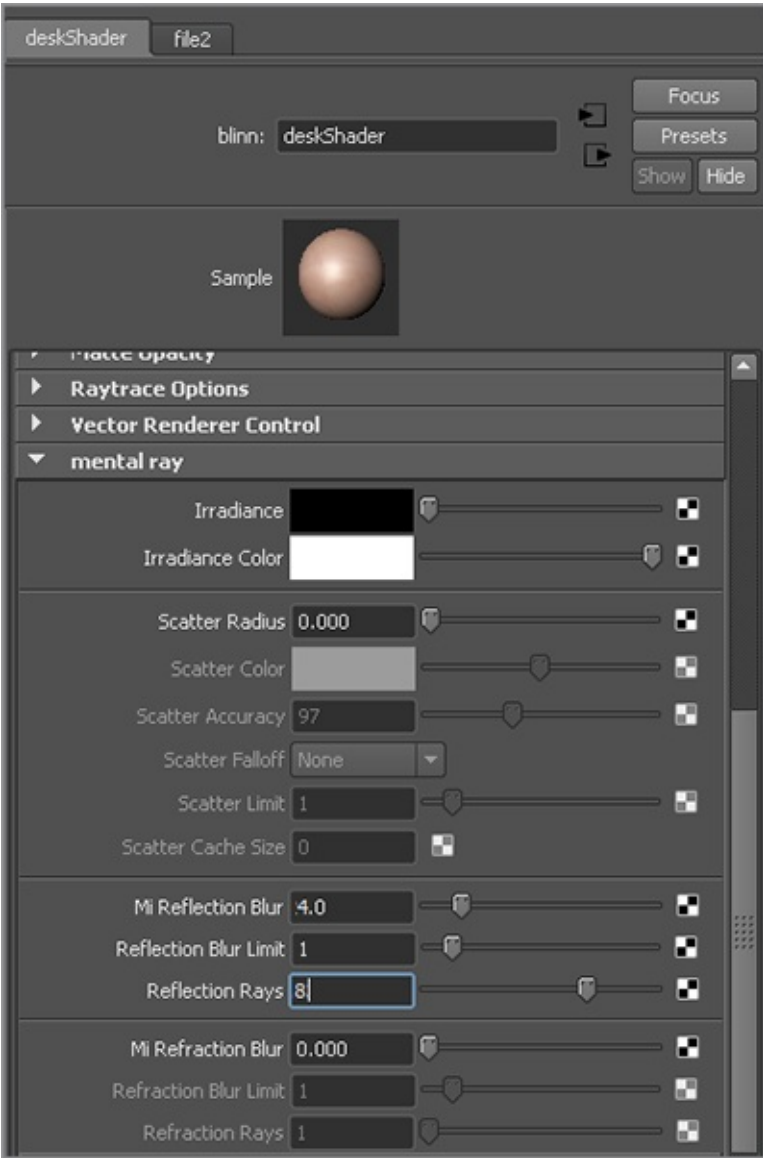 deskShader file2
blinn: deskShader
Focus
Presets
Show Hide
Sample
Matte Opacity
Raytrace Options
Vector Renderer Control
mental ray
Irradiance
Irradiance Color
Scatter Radius 0.000
Scatter Color
Scatter Accuracy 97
Scatter Falloff None
Scatter Limit 1
Scatter Cache Size 0
Mi Reflection Blur 4.0
Reflection Blur Limit 1
Reflection Rays 8
Mi Refraction Blur 0.000
Refraction Blur Limit 1
Refraction Rays 1